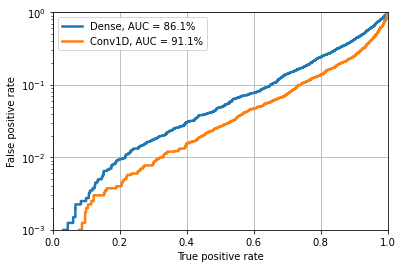 Dense, AUC = 86.1%
Conv1D, AUC = 91.1%
10⁰
10⁻¹
10⁻²
10⁻³
False positive rate
0.0 0.2 0.4 0.6 0.8 1.0
True positive rate